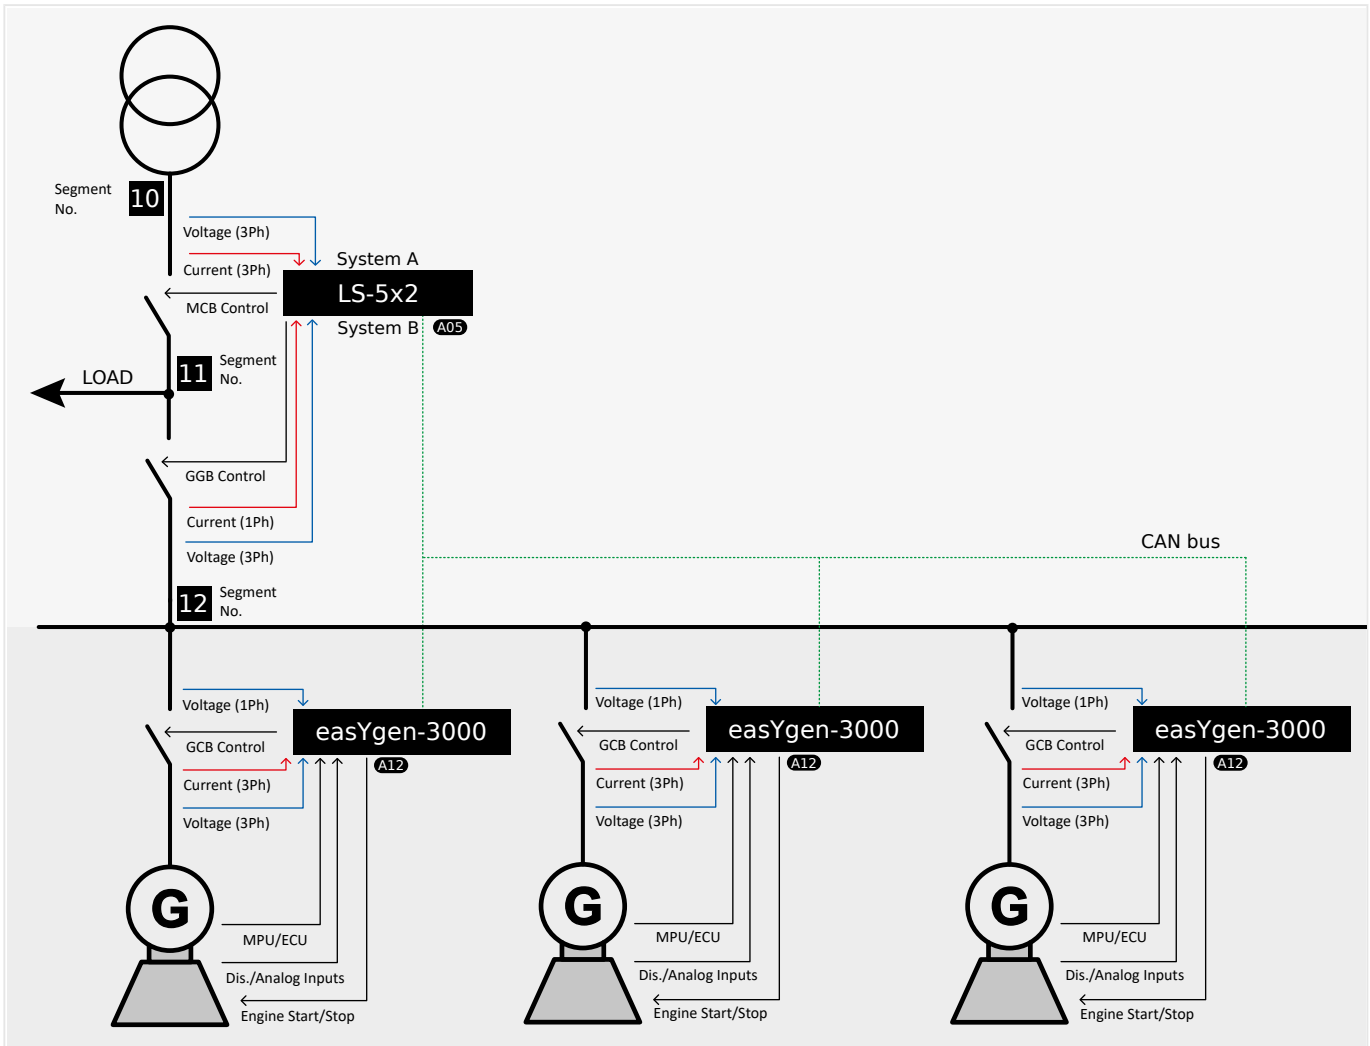 Segment
No.
10
Voltage (3Ph)
Current (3Ph)
System A
LS-5x2
MCB Control
System B
A05
11
Segment
No.
LOAD
GGB Control
Current (1Ph)
Voltage (3Ph)
CAN bus
12
Segment
No.
Voltage (1Ph)
easYgen-3000
GCB Control
A12
Current (3Ph)
Voltage (3Ph)
G
MPU/ECU
Dis./Analog Inputs
Engine Start/Stop
Voltage (1Ph)
easYgen-3000
GCB Control
A12
Current (3Ph)
Voltage (3Ph)
G
MPU/ECU
Dis./Analog Inputs
Engine Start/Stop
Voltage (1Ph)
easYgen-3000
GCB Control
A12
Current (3Ph)
Voltage (3Ph)
G
MPU/ECU
Dis./Analog Inputs
Engine Start/Stop